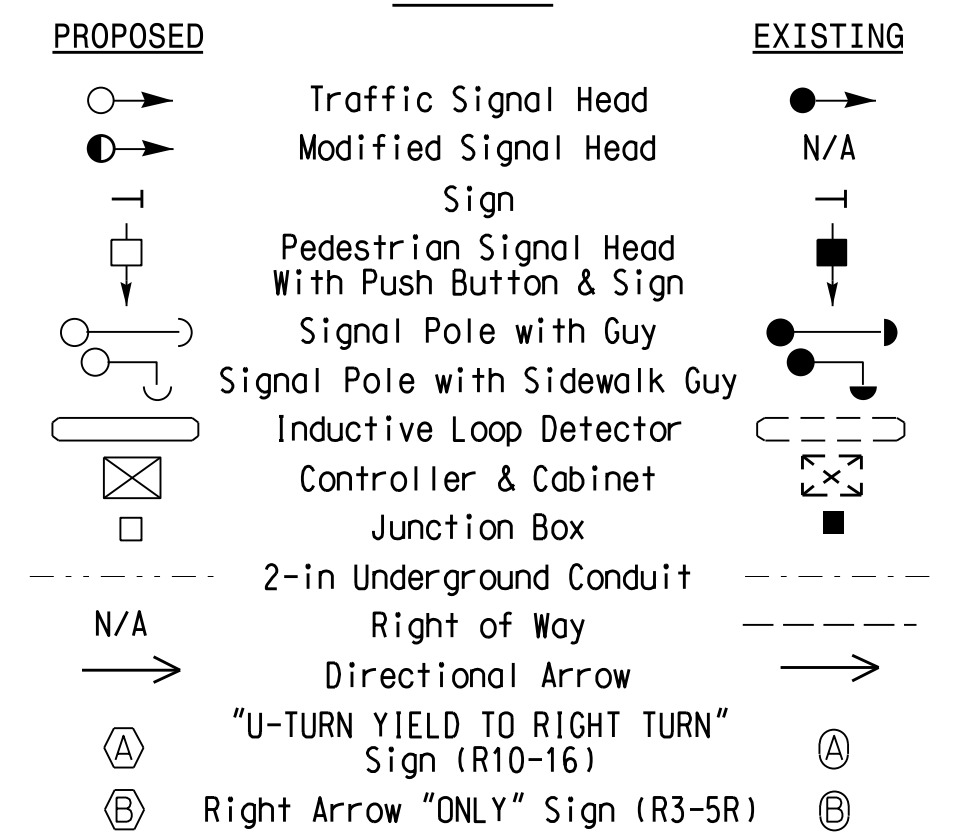 PROPOSED EXISTING
Traffic Signal Head
Modified Signal Head N/A
Sign
Pedestrian Signal Head
With Push Button & Sign
Signal Pole with Guy
Signal Pole with Sidewalk Guy
Inductive Loop Detector
Controller & Cabinet
Junction Box
2-in Underground Conduit
N/A Right of Way
Directional Arrow
"U-TURN YIELD TO RIGHT TURN"
A Sign (R10-16) A
B Right Arrow "ONLY" Sign (R3-5R) B